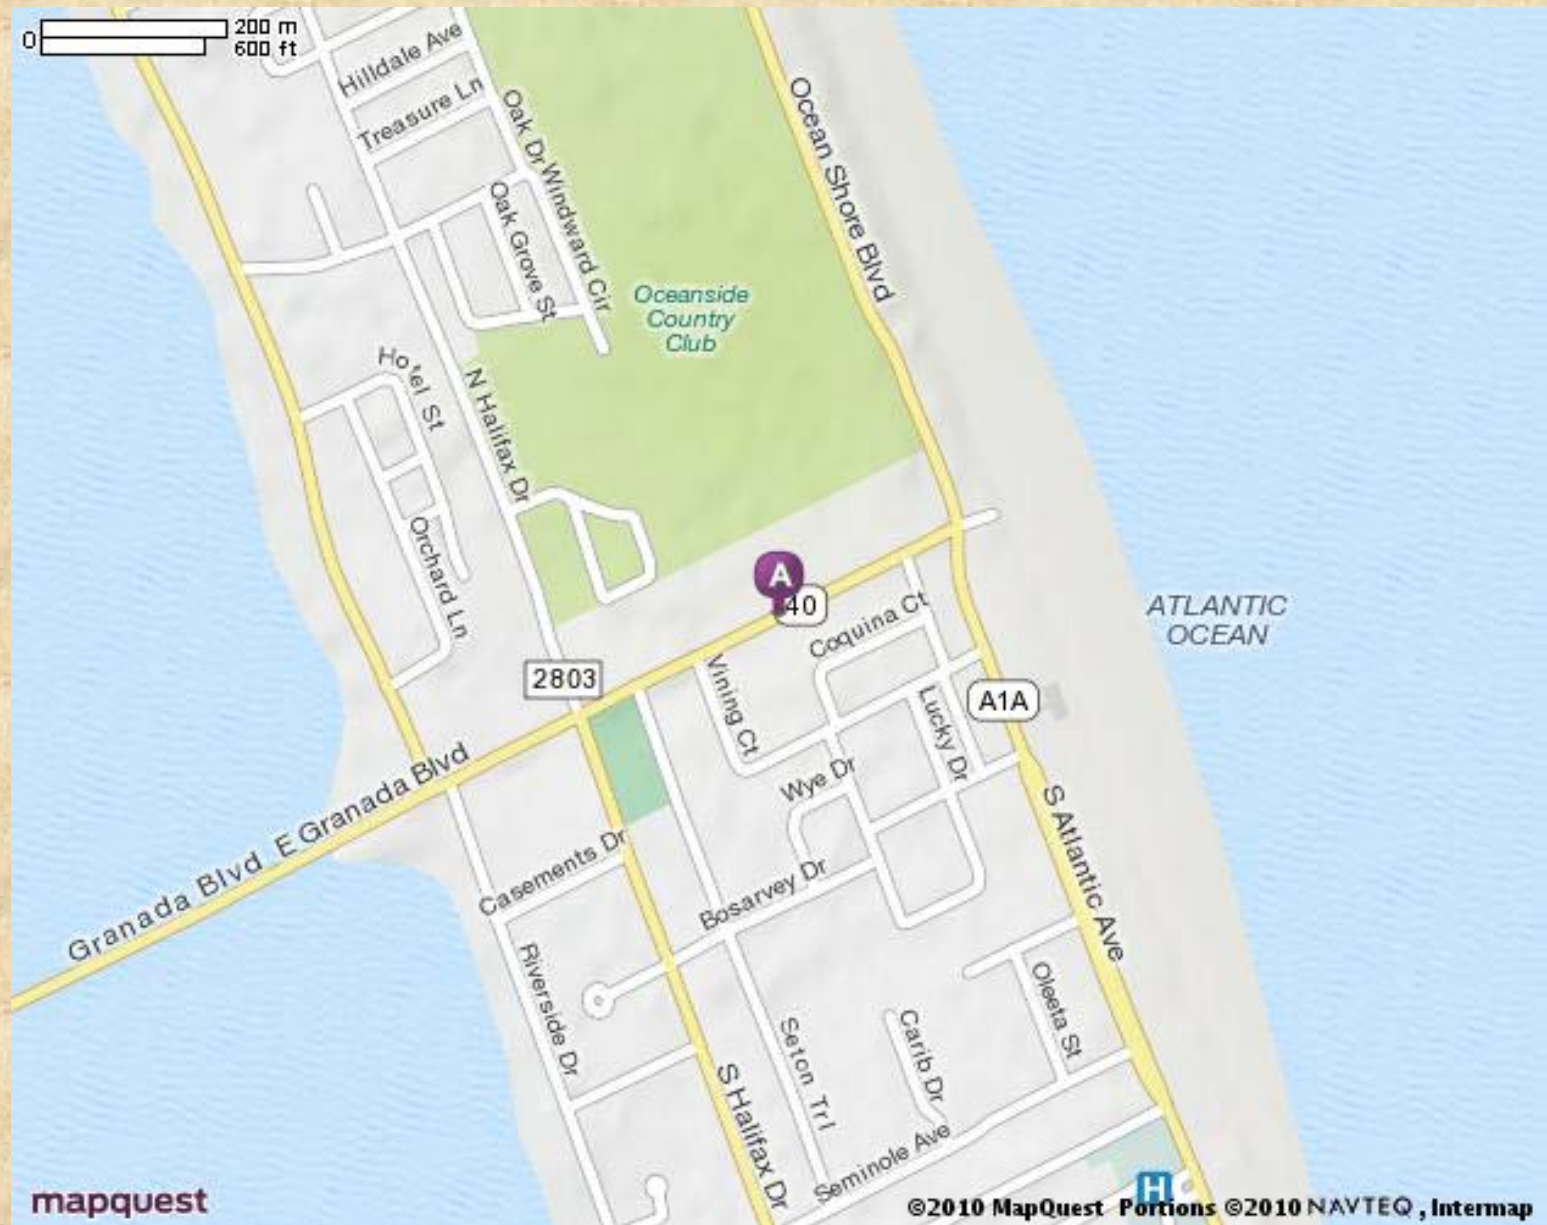 0
200 m
600 ft
Hilldale Ave
Treasure Ln
Oak Dr
Windward Cir
Oak Grove St
Ocean Shore Blvd
Oceanside
Country
Club
Hotel St
N Halifax Dr
Orchard Ln
A
40
Coquina Ct
ATLANTIC
OCEAN
2803
Vining Ct
Lucky Dr
A1A
Wye Dr
Granada Blvd
E Granada Blvd
S Atlantic Ave
Casements Dr
Bosarvey Dr
Riverside Dr
Oleeta St
Seton Trl
Carib Dr
S Halifax Dr
Seminole Ave
H
mapquest
©2010 MapQuest Portions ©2010 NAVTEQ, Intermap